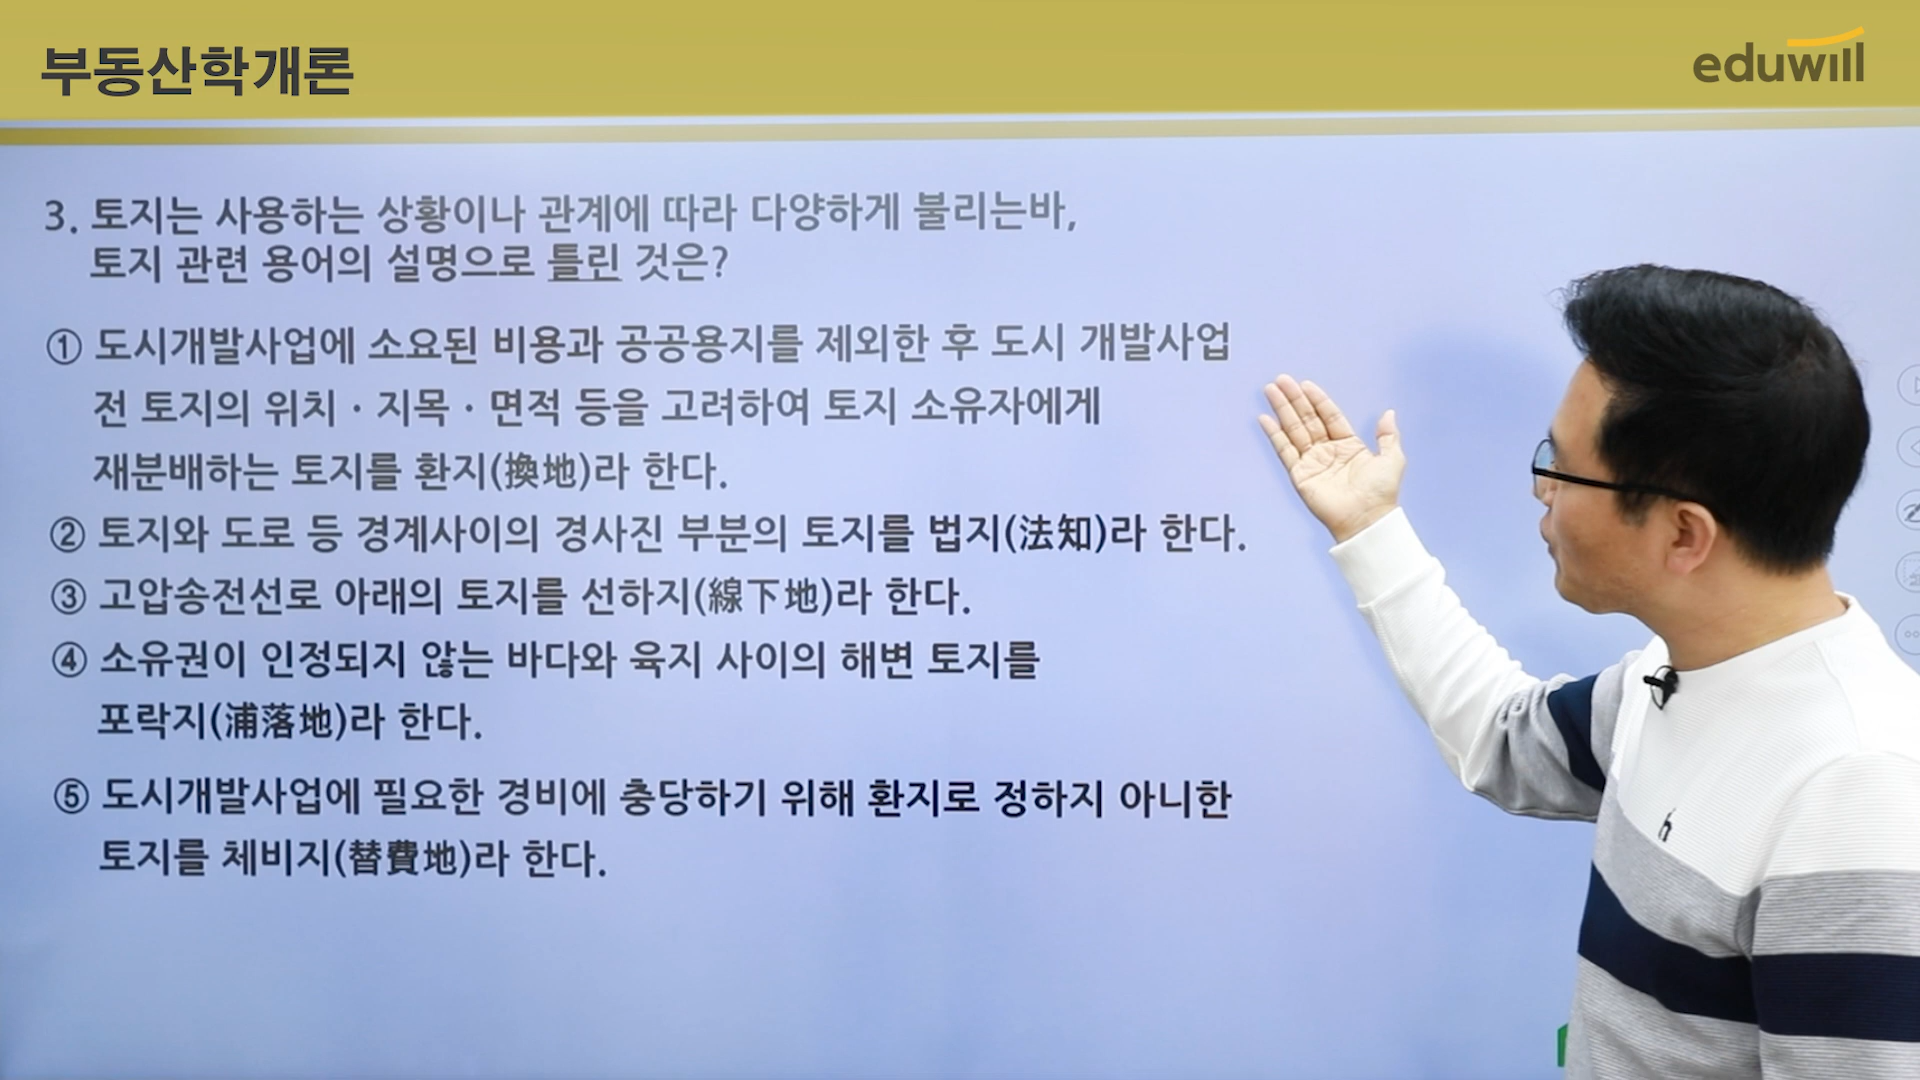 부동산학개론
eduwill
3. 토지는 사용하는 상황이나 관계에 따라 다양하게 불리는바,
토지 관련 용어의 설명으로 틀린 것은?
① 도시개발사업에 소요된 비용과 공공용지를 제외한 후 도시 개발사업
전 토지의 위치 · 지목 · 면적 등을 고려하여 토지 소유자에게
재분배하는 토지를 환지(換地)라 한다.
② 토지와 도로 등 경계사이의 경사진 부분의 토지를 법지(法知)라 한다.
③ 고압송전선로 아래의 토지를 선하지(線下地)라 한다.
④ 소유권이 인정되지 않는 바다와 육지 사이의 해변 토지를
포락지(浦落地)라 한다.
⑤ 도시개발사업에 필요한 경비에 충당하기 위해 환지로 정하지 아니한
토지를 체비지(替費地)라 한다.